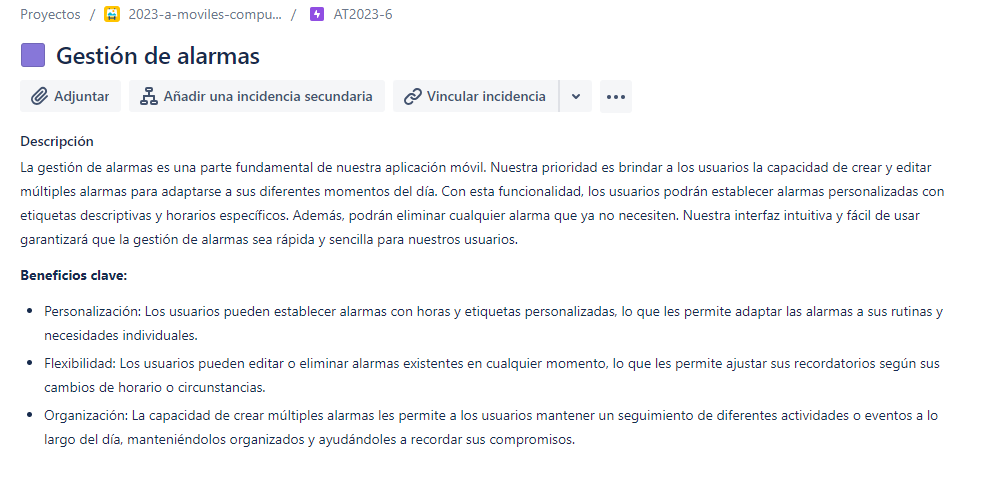 Proyectos / 2023-a-moviles-compu... / AT2023-6
Gestión de alarmas
Adjuntar Añadir una incidencia secundaria Vincular incidencia
Descripción
La gestión de alarmas es una parte fundamental de nuestra aplicación móvil. Nuestra prioridad es brindar a los usuarios la capacidad de crear y editar
múltiples alarmas para adaptarse a sus diferentes momentos del día. Con esta funcionalidad, los usuarios podrán establecer alarmas personalizadas con
etiquetas descriptivas y horarios específicos. Además, podrán eliminar cualquier alarma que ya no necesiten. Nuestra interfaz intuitiva y fácil de usar
garantizará que la gestión de alarmas sea rápida y sencilla para nuestros usuarios.
Beneficios clave:
• Personalización: Los usuarios pueden establecer alarmas con horas y etiquetas personalizadas, lo que les permite adaptar las alarmas a sus rutinas y
necesidades individuales.
• Flexibilidad: Los usuarios pueden editar o eliminar alarmas existentes en cualquier momento, lo que les permite ajustar sus recordatorios según sus
cambios de horario o circunstancias.
• Organización: La capacidad de crear múltiples alarmas les permite a los usuarios mantener un seguimiento de diferentes actividades o eventos a lo
largo del día, manteniéndolos organizados y ayudándoles a recordar sus compromisos.